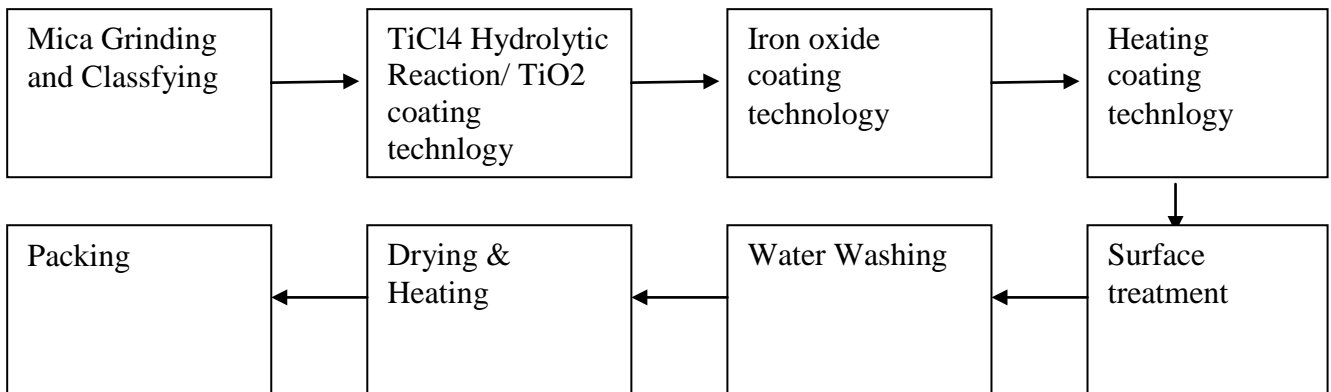 Mica Grinding
and Classfying
TiCl4 Hydrolytic
Reaction/ TiO2
coating
technlogy
Iron oxide
coating
technology
Heating
coating
technlogy
Surface
treatment
Water Washing
Drying &
Heating
Packing